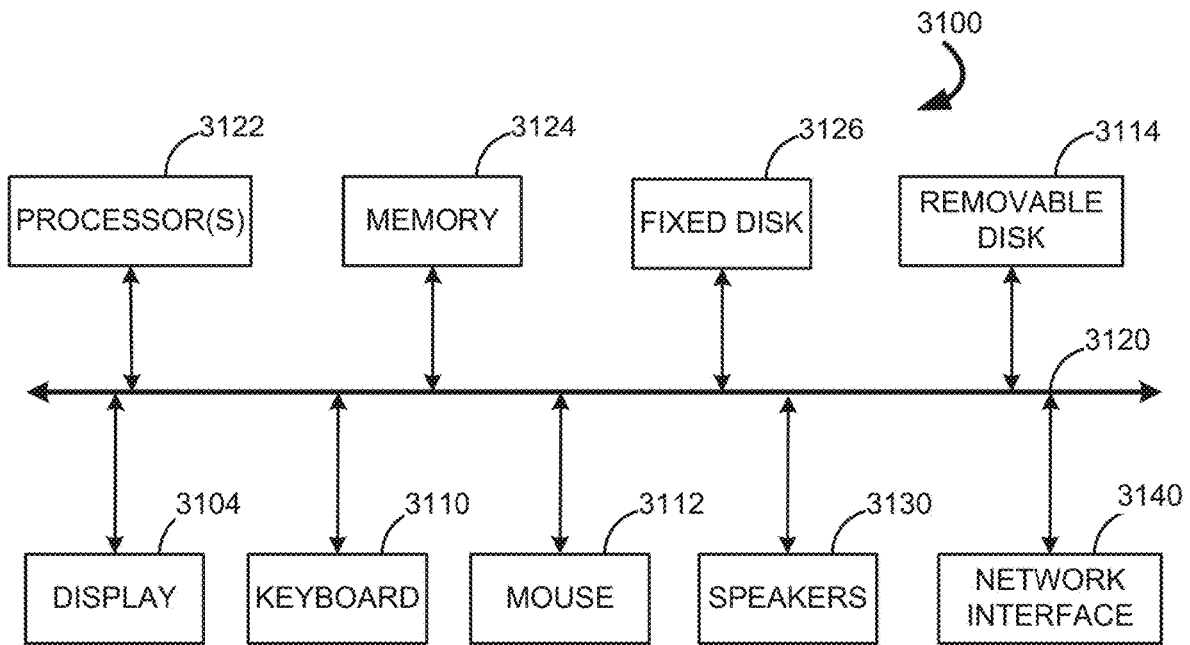 3100
3122
3124
3126
3114
PROCESSOR(S)
MEMORY
FIXED DISK
REMOVABLE
DISK
3120
3104
3110
3112
3130
3140
DISPLAY
KEYBOARD
MOUSE
SPEAKERS
NETWORK
INTERFACE